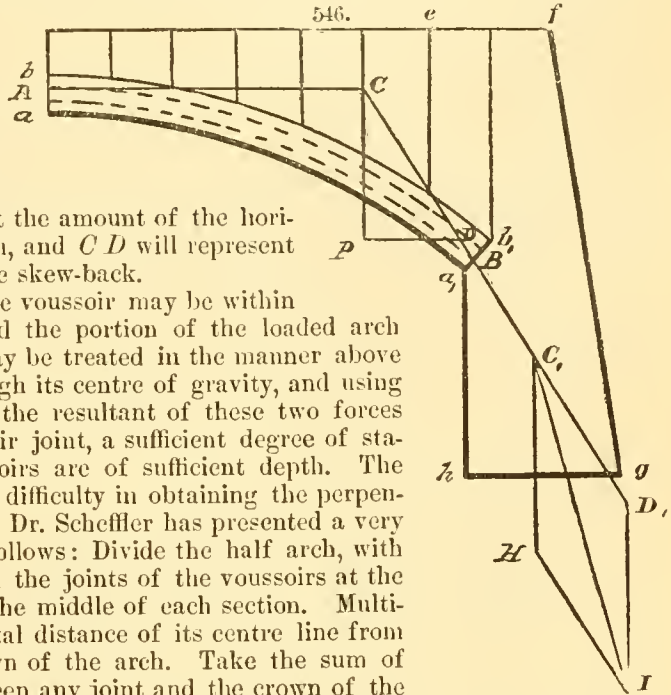 546.
e
f
b
A
a
C
P
D
b,
B
a,
C,
h
g
D,
H
I
t the amount of the hori-
n, and C D will represent
e skew-back.
e voussoir may be within
d the portion of the loaded arch
ay be treated in the manner above
gh its centre of gravity, and using
the resultant of these two forces
ir joint, a sufficient degree of sta-
oirs are of sufficient depth. The
difficulty in obtaining the perpen-
Dr. Scheffler has presented a very
ollows: Divide the half arch, with
the joints of the voussoirs at the
he middle of each section. Multi-
tal distance of its centre line from
wn of the arch. Take the sum of
een any joint and the crown of the